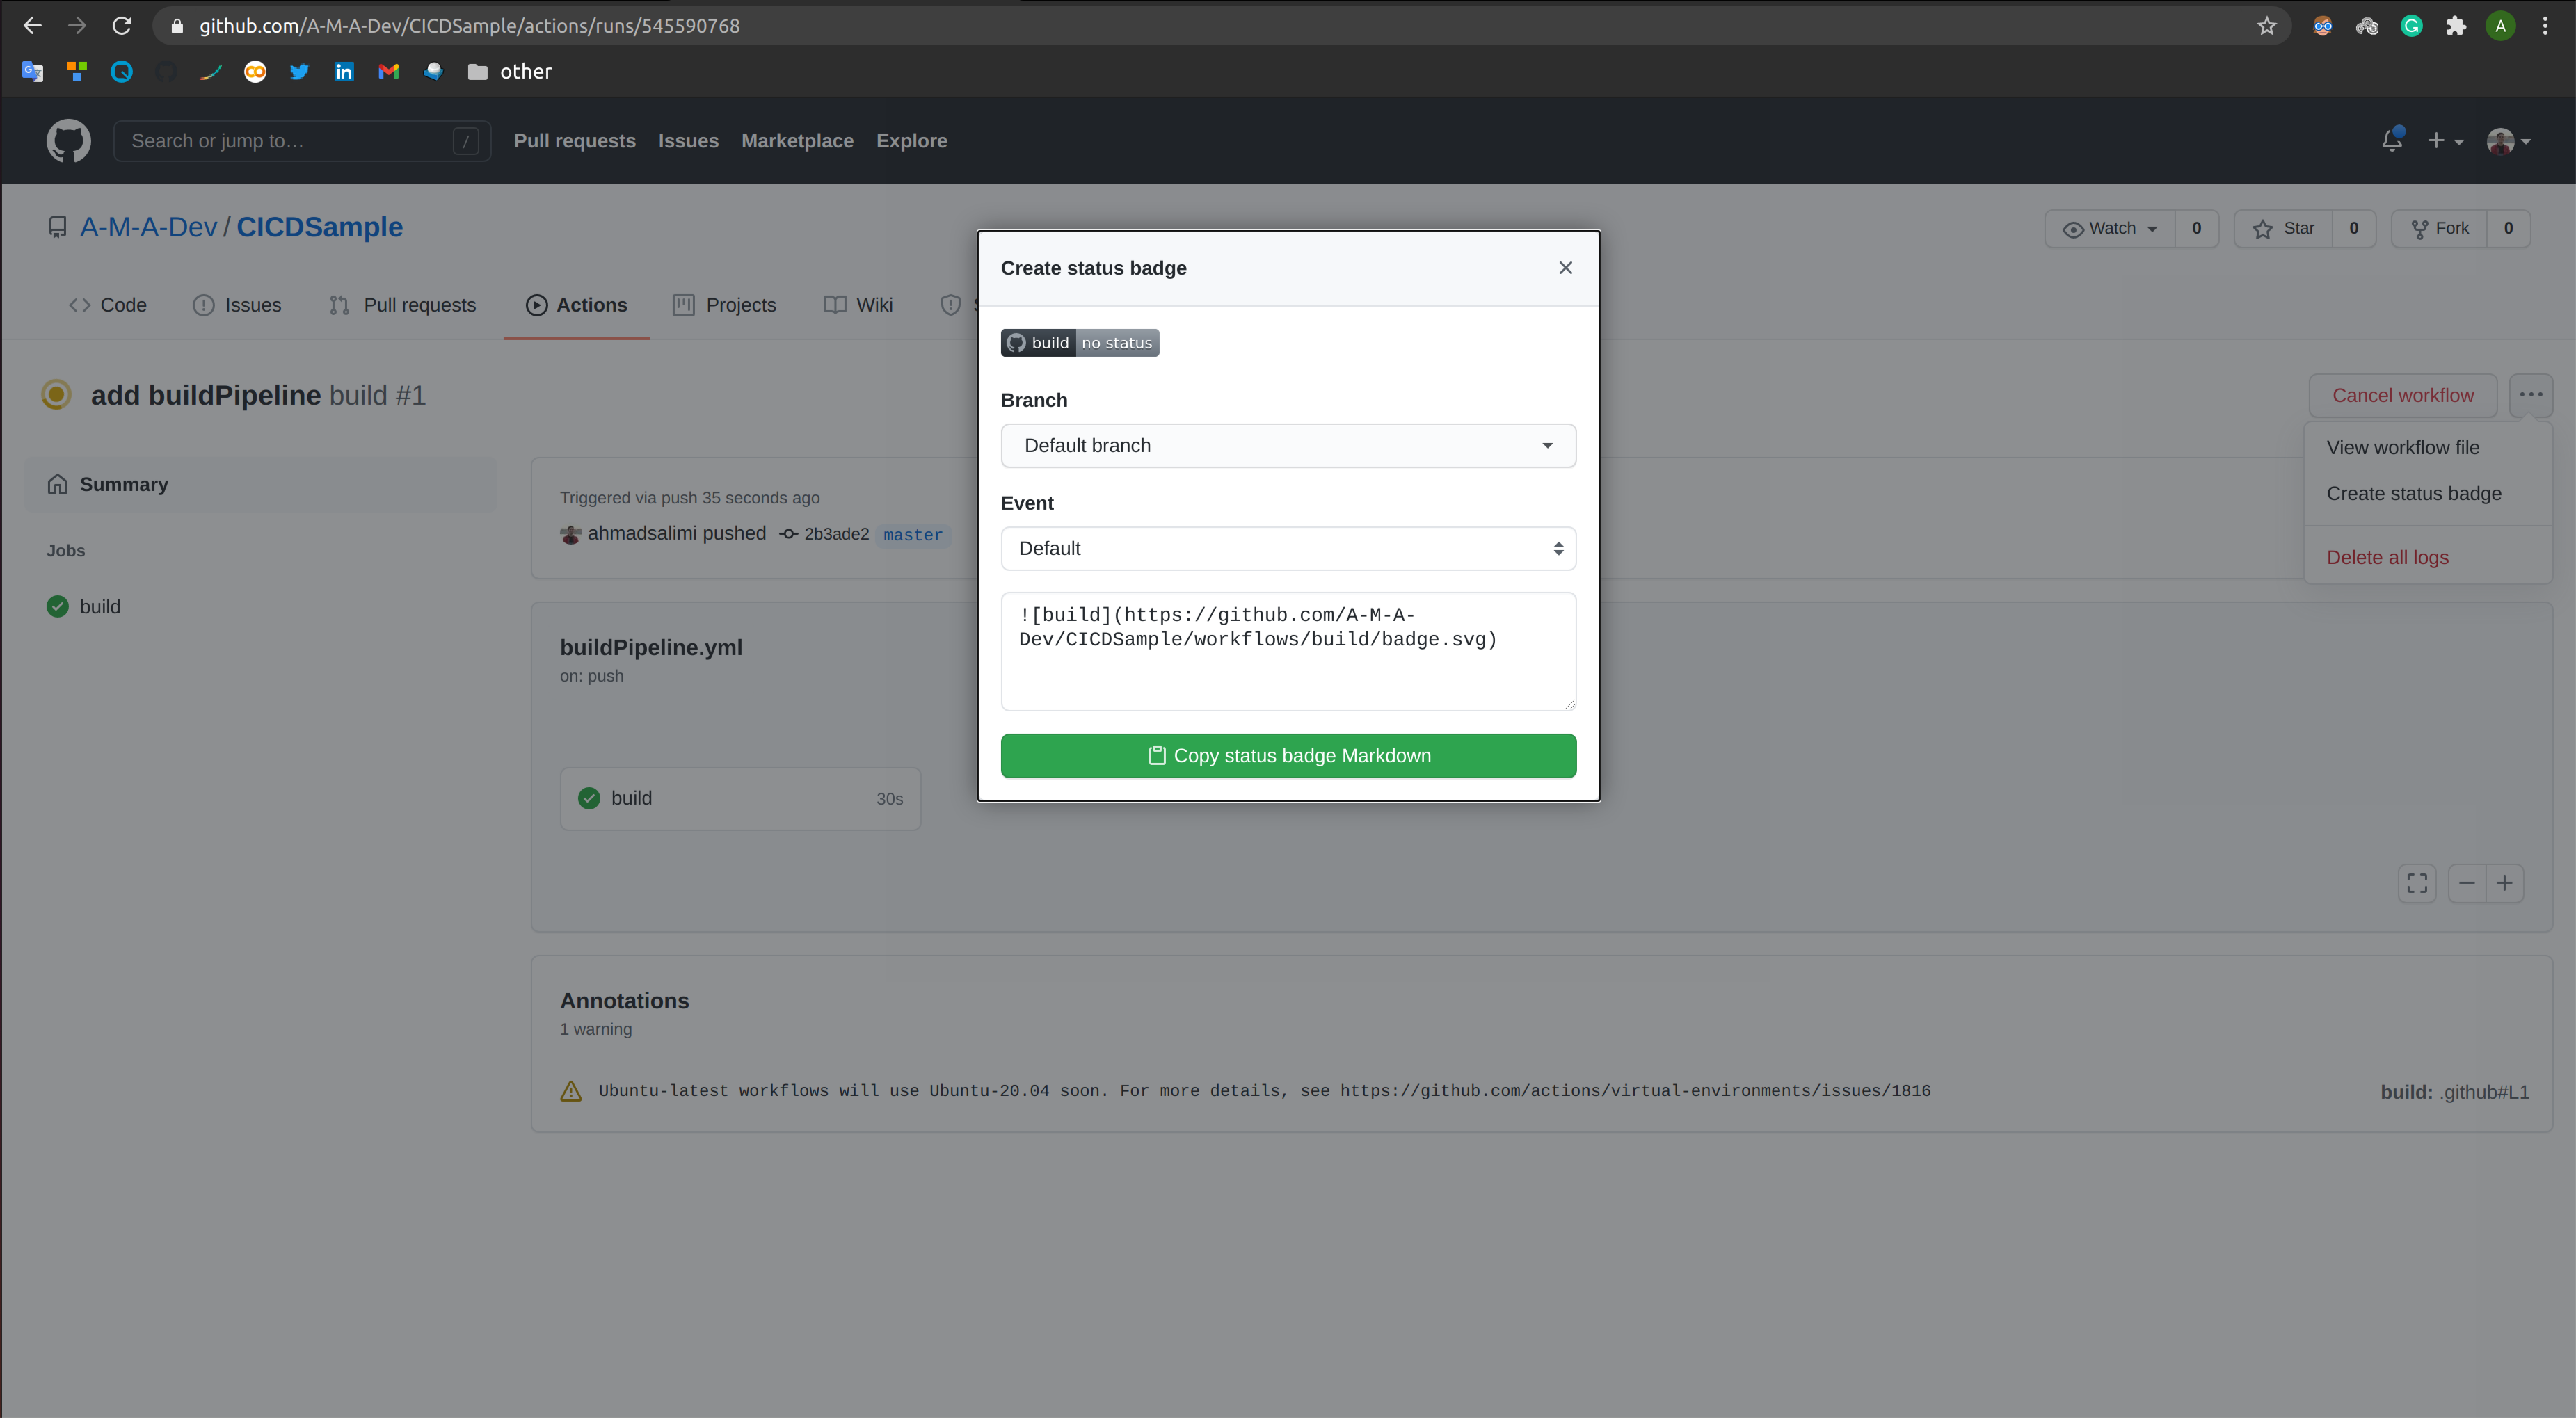 github.com/A-M-A-Dev/CICDSample/actions/runs/545590768
A
other
Search or jump to…
/
Pull requests
Issues
Marketplace
Explore
A-M-A-Dev / CICDSample
Watch
0
Star
0
Fork
0
Code
Issues
Pull requests
Actions
Projects
Wiki
add buildPipeline build #1
Cancel workflow
...
View workflow file
Create status badge
Delete all logs
Summary
Jobs
build
Triggered via push 35 seconds ago
ahmadsalimi pushed 2b3ade2 master
buildPipeline.yml
on: push
build
30s
Annotations
1 warning
Ubuntu-latest workflows will use Ubuntu-20.04 soon. For more details, see https://github.com/actions/virtual-environments/issues/1816
build: .github#L1
Create status badge
build no status
Branch
Default branch
Event
Default
![build](https://github.com/A-M-A-
Dev/CICDSample/workflows/build/badge.svg)
Copy status badge Markdown